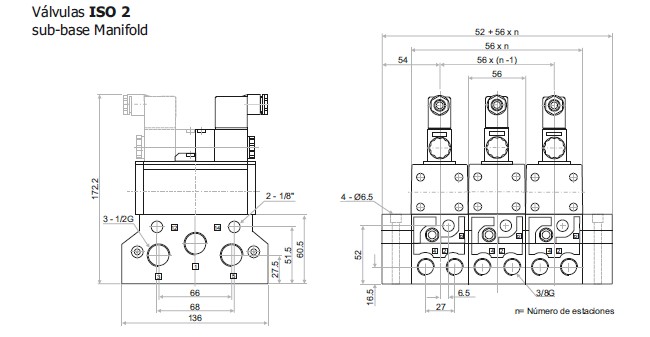 Válvulas ISO 2
sub-base Manifold
52 + 56 x n
56 x n
54
56 x (n -1)
56
172.2
2 - 1/8"
3 - 1/2G
27.5
51.5
60.5
66
68
136
4 - Ø6.5
52
16.5
6.5
27
3/8G
n= Número de estaciones